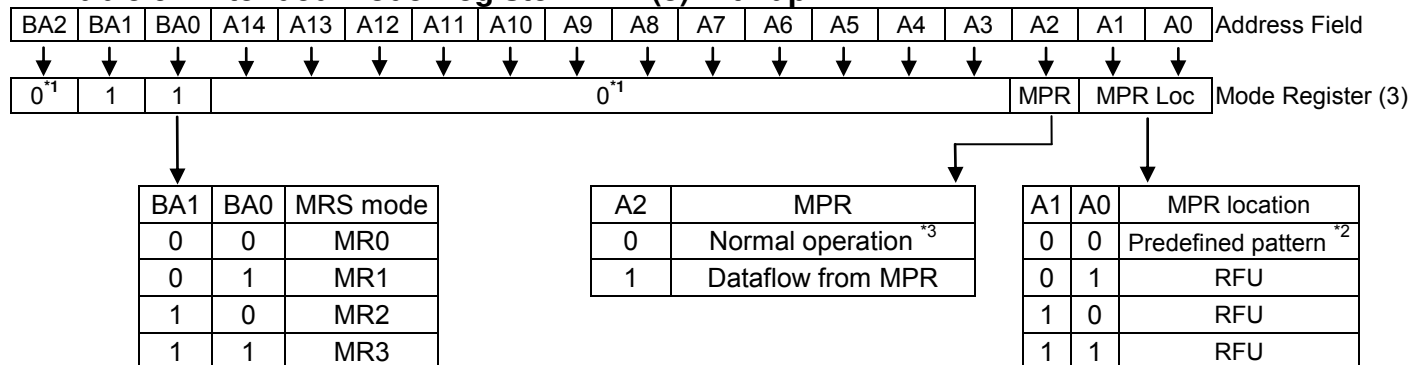 BA2 BA1 BA0 A14 A13 A12 A11 A10 A9 A8 A7 A6 A5 A4 A3 A2 A1 A0 Address Field
0*1 1 1 0*1 MPR MPR Loc Mode Register (3)
BA1 BA0 MRS mode
0 0 MR0
0 1 MR1
1 0 MR2
1 1 MR3
A2 MPR
0 Normal operation *3
1 Dataflow from MPR
A1 A0 MPR location
0 0 Predefined pattern *2
0 1 RFU
1 0 RFU
1 1 RFU